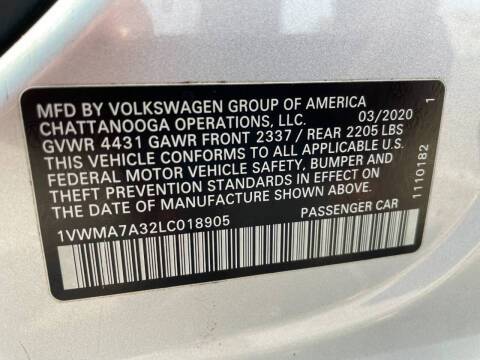 MFD BY VOLKSWAGEN GROUP OF AMERICA
CHATTANOOGA OPERATIONS, LLC. 03/2020 1
GVWR 4431 GAWR FRONT 2337 / REAR 2205 LBS
THIS VEHICLE CONFORMS TO ALL APPLICABLE U.S.
FEDERAL MOTOR VEHICLE SAFETY, BUMPER AND
THEFT PREVENTION STANDARDS IN EFFECT ON
THE DATE OF MANUFACTURE SHOWN ABOVE.
1VWMA7A32LC018905 PASSENGER CAR
1110182